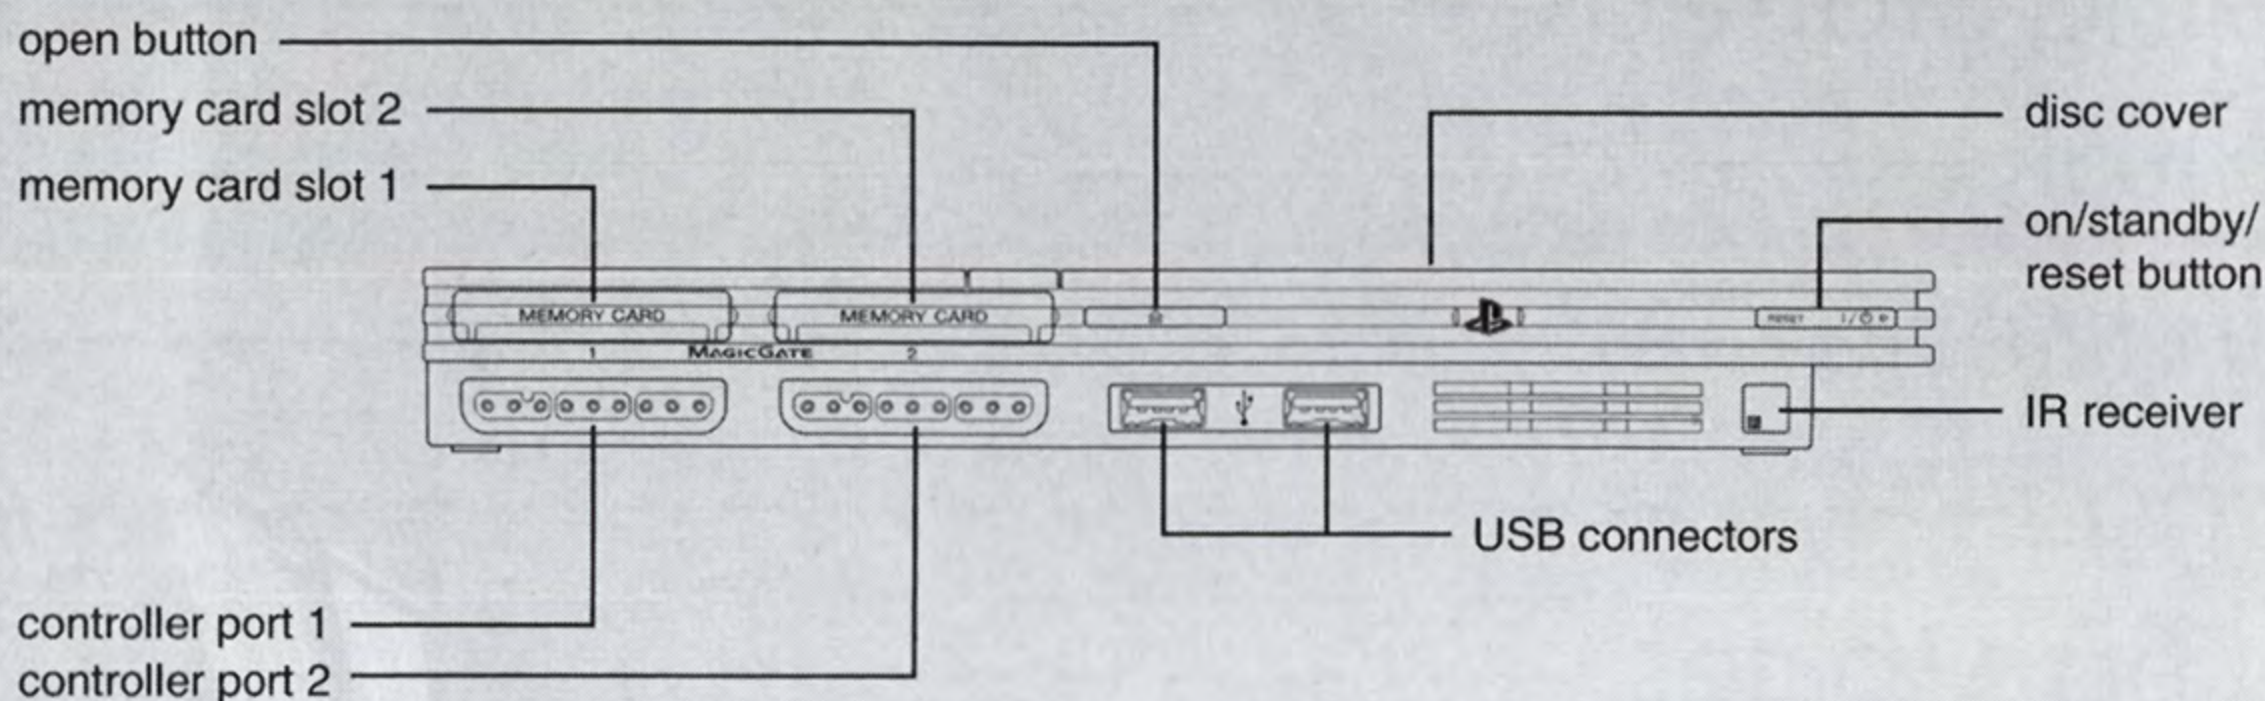 open button
memory card slot 2
memory card slot 1
disc cover
on/standby/
reset button
MEMORY CARD
MEMORY CARD
RESET
1
MAGICGATE
2
IR receiver
USB connectors
controller port 1
controller port 2